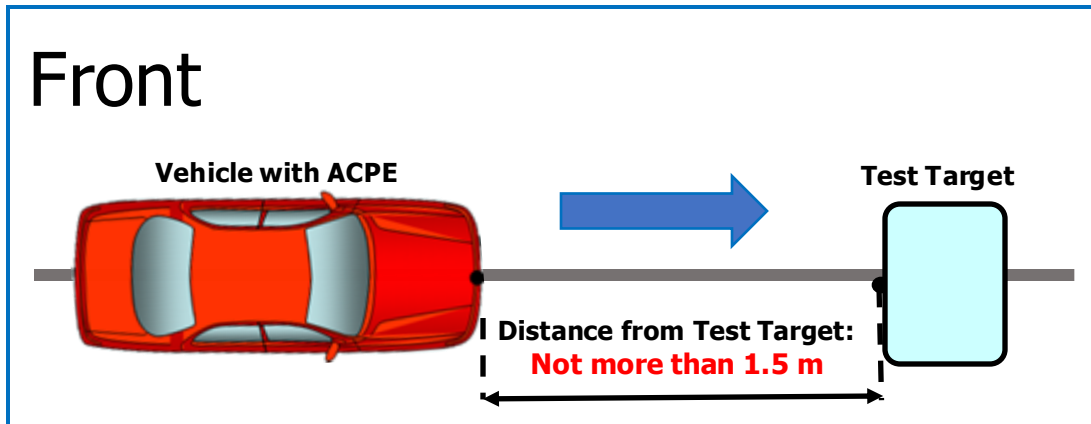 Front
Vehicle with ACPE
Test Target
Distance from Test Target:
Not more than 1.5 m